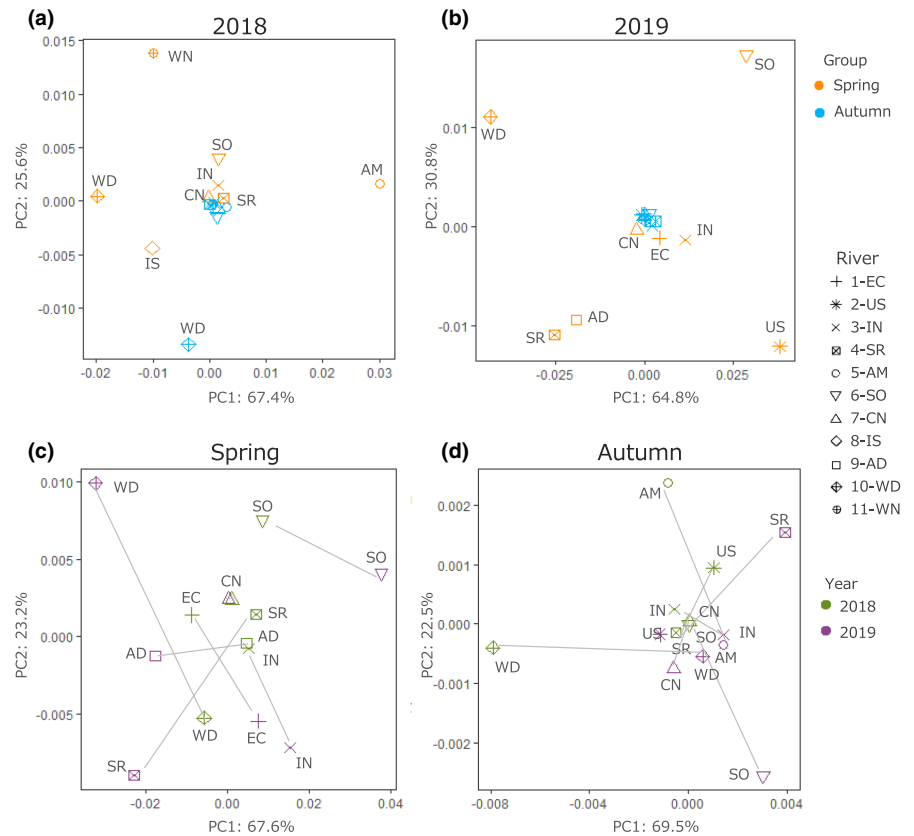 (a)
2018
0.015
0.010
0.005
0.000
-0.005
-0.010
PC2: 25.6%
WN
SO
IN
AM
WD
CN
SR
IS
WD
-0.02
-0.01
0.00
0.01
0.02
0.03
PC1: 67.4%
(b)
2019
0.01
0.00
-0.01
PC2: 30.8%
SO
WD
CN
EC
IN
AD
SR
US
-0.025
0.000
0.025
PC1: 64.8%
Group
Spring
Autumn
River
1-EC
2-US
3-IN
4-SR
5-AM
6-SO
7-CN
8-IS
9-AD
10-WD
11-WN
Year
2018
2019
(c)
Spring
0.010
0.005
0.000
-0.005
PC2: 23.2%
WD
SO
SO
CN
EC
SR
AD
AD
IN
WD
EC
IN
SR
-0.02
0.00
0.02
0.04
PC1: 67.6%
(d)
Autumn
0.002
0.001
0.000
-0.001
-0.002
PC2: 22.5%
AM
SR
US
IN
CN
US
SO
IN
SR
AM
WD
WD
CN
SO
-0.008
-0.004
0.000
0.004
PC1: 69.5%